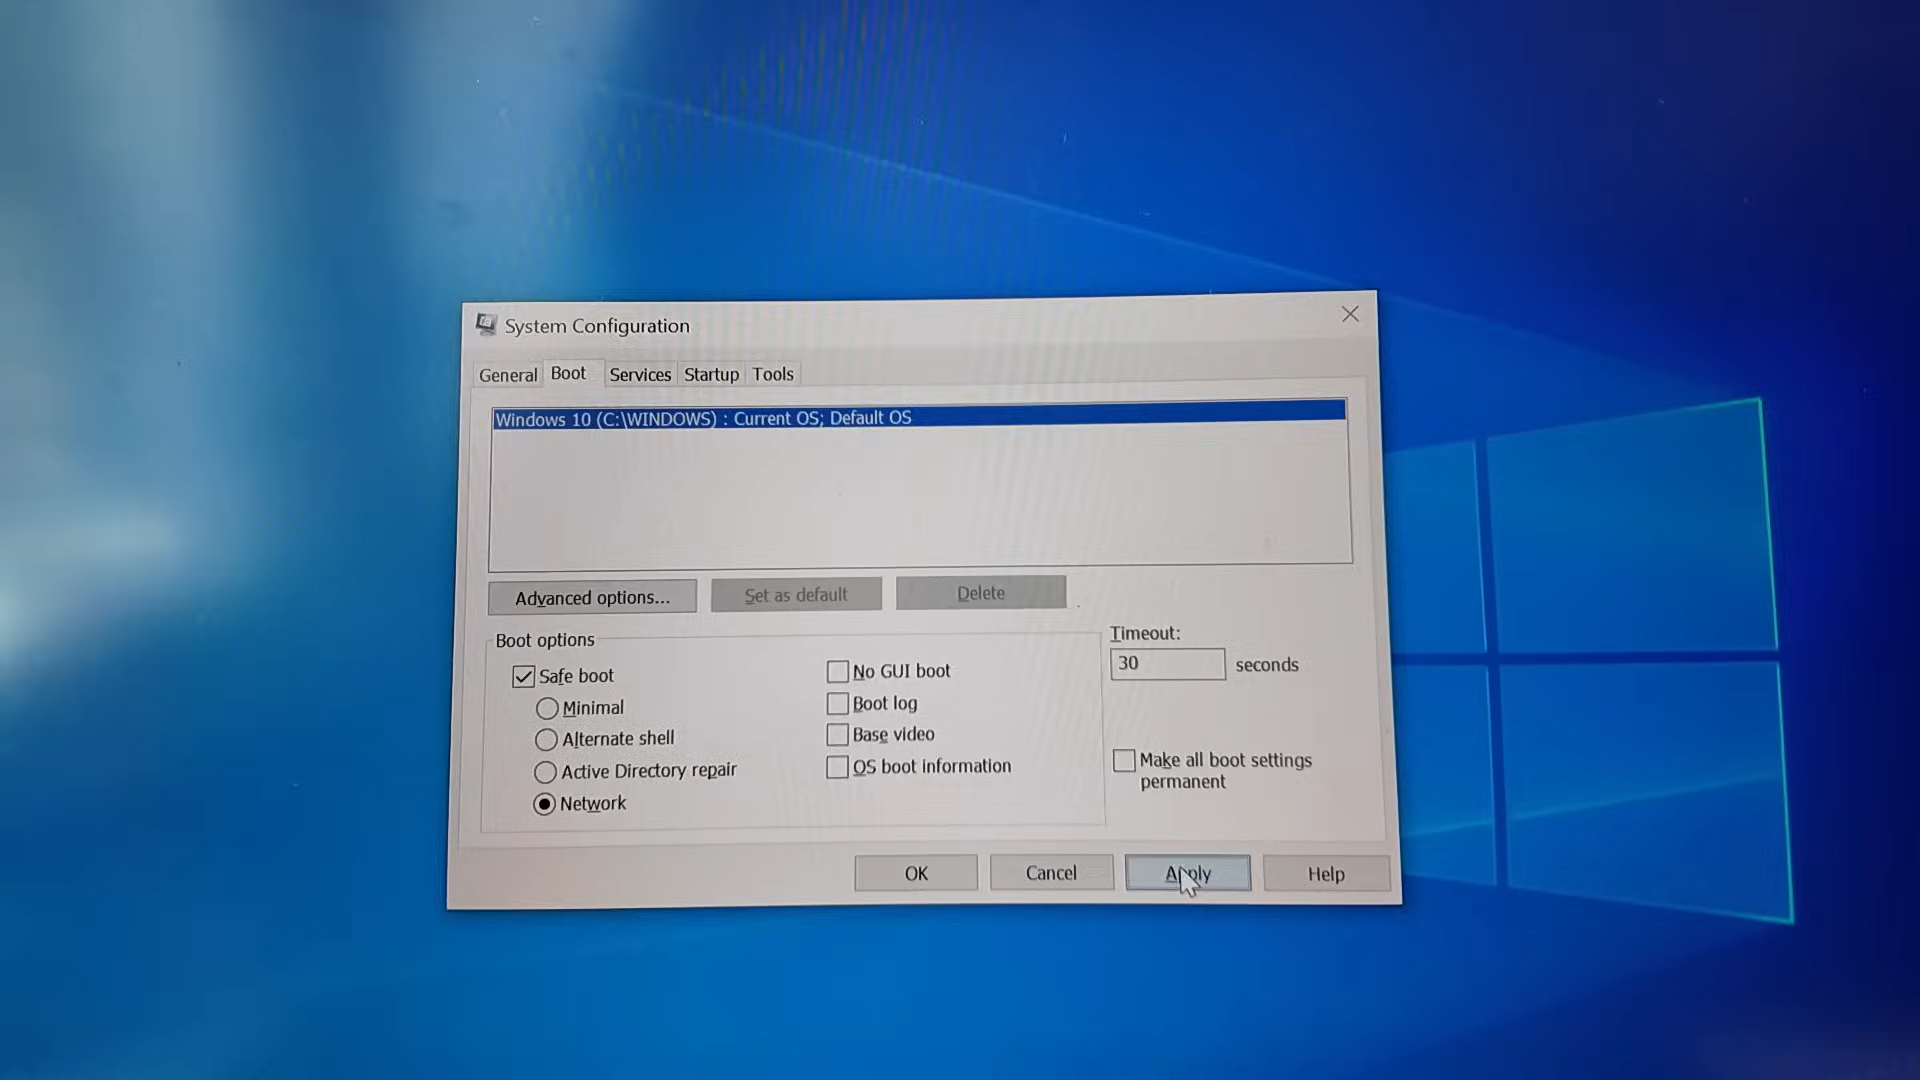 System Configuration
General Boot Services Startup Tools
Windows 10 (C:\WINDOWS) : Current OS; Default OS
Advanced options... Set as default Delete
Boot options
Timeout:
30 seconds
Safe boot
Minimal
Alternate shell
Active Directory repair
Network
No GUI boot
Boot log
Base video
OS boot information
Make all boot settings
permanent
OK Cancel Apply Help